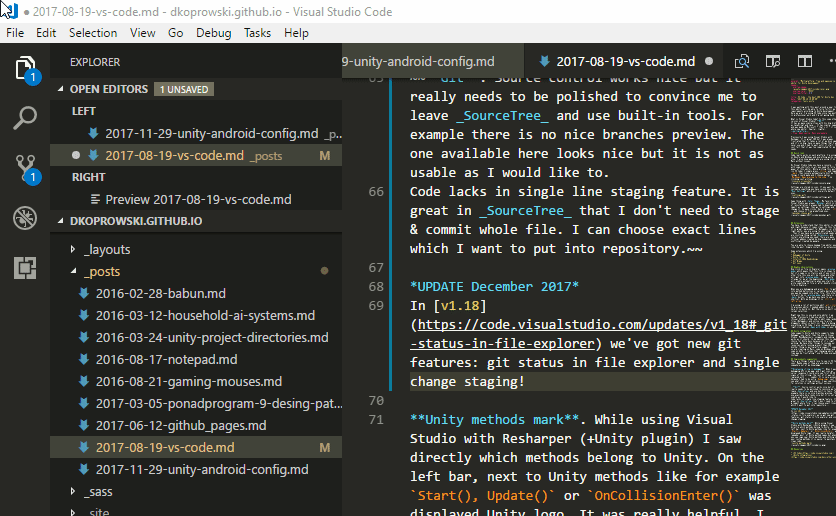 ● 2017-08-19-vs-code.md - dkoprowski.github.io - Visual Studio Code
File Edit Selection View Go Debug Tasks Help
EXPLORER
9-unity-android-config.md
2017-08-19-vs-code.md ●
1
OPEN EDITORS 1 UNSAVED
LEFT
2017-11-29-unity-android-config.md _p...
● 2017-08-19-vs-code.md _posts M
1
RIGHT
Preview 2017-08-19-vs-code.md
DKOPROWSKI.GITHUB.IO
_layouts
_posts
2016-02-28-babun.md
2016-03-12-household-ai-systems.md
2016-03-24-unity-project-directories.md
2016-08-17-notepad.md
2016-08-21-gaming-mouses.md
2017-03-05-ponadprogram-9-desing-pat...
2017-06-12-github_pages.md
2017-08-19-vs-code.md M
2017-11-29-unity-android-config.md
_sass
_site
65 ~~**Git**. Source control works nice but it
really needs to be polished to convince me to
leave _SourceTree_ and use built-in tools. For
example there is no nice branches preview. The
one available here looks nice but it is not as
usable as I would like to.
66 Code lacks in single line staging feature. It is
great in _SourceTree_ that I don't need to stage
& commit whole file. I can choose exact lines
which I want to put into repository.~~
67
68 *UPDATE December 2017*
69 In [v1.18]
(https://code.visualstudio.com/updates/v1_18#_git
-status-in-file-explorer) we've got new git
features: git status in file explorer and single
change staging!
70
71 **Unity methods mark**. While using Visual
Studio with Resharper (+Unity plugin) I saw
directly which methods belong to Unity. On the
left bar, next to Unity methods like for example
`Start(), Update()` or `OnCollisionEnter()` was
displayed Unity logo. It was really helpful. I